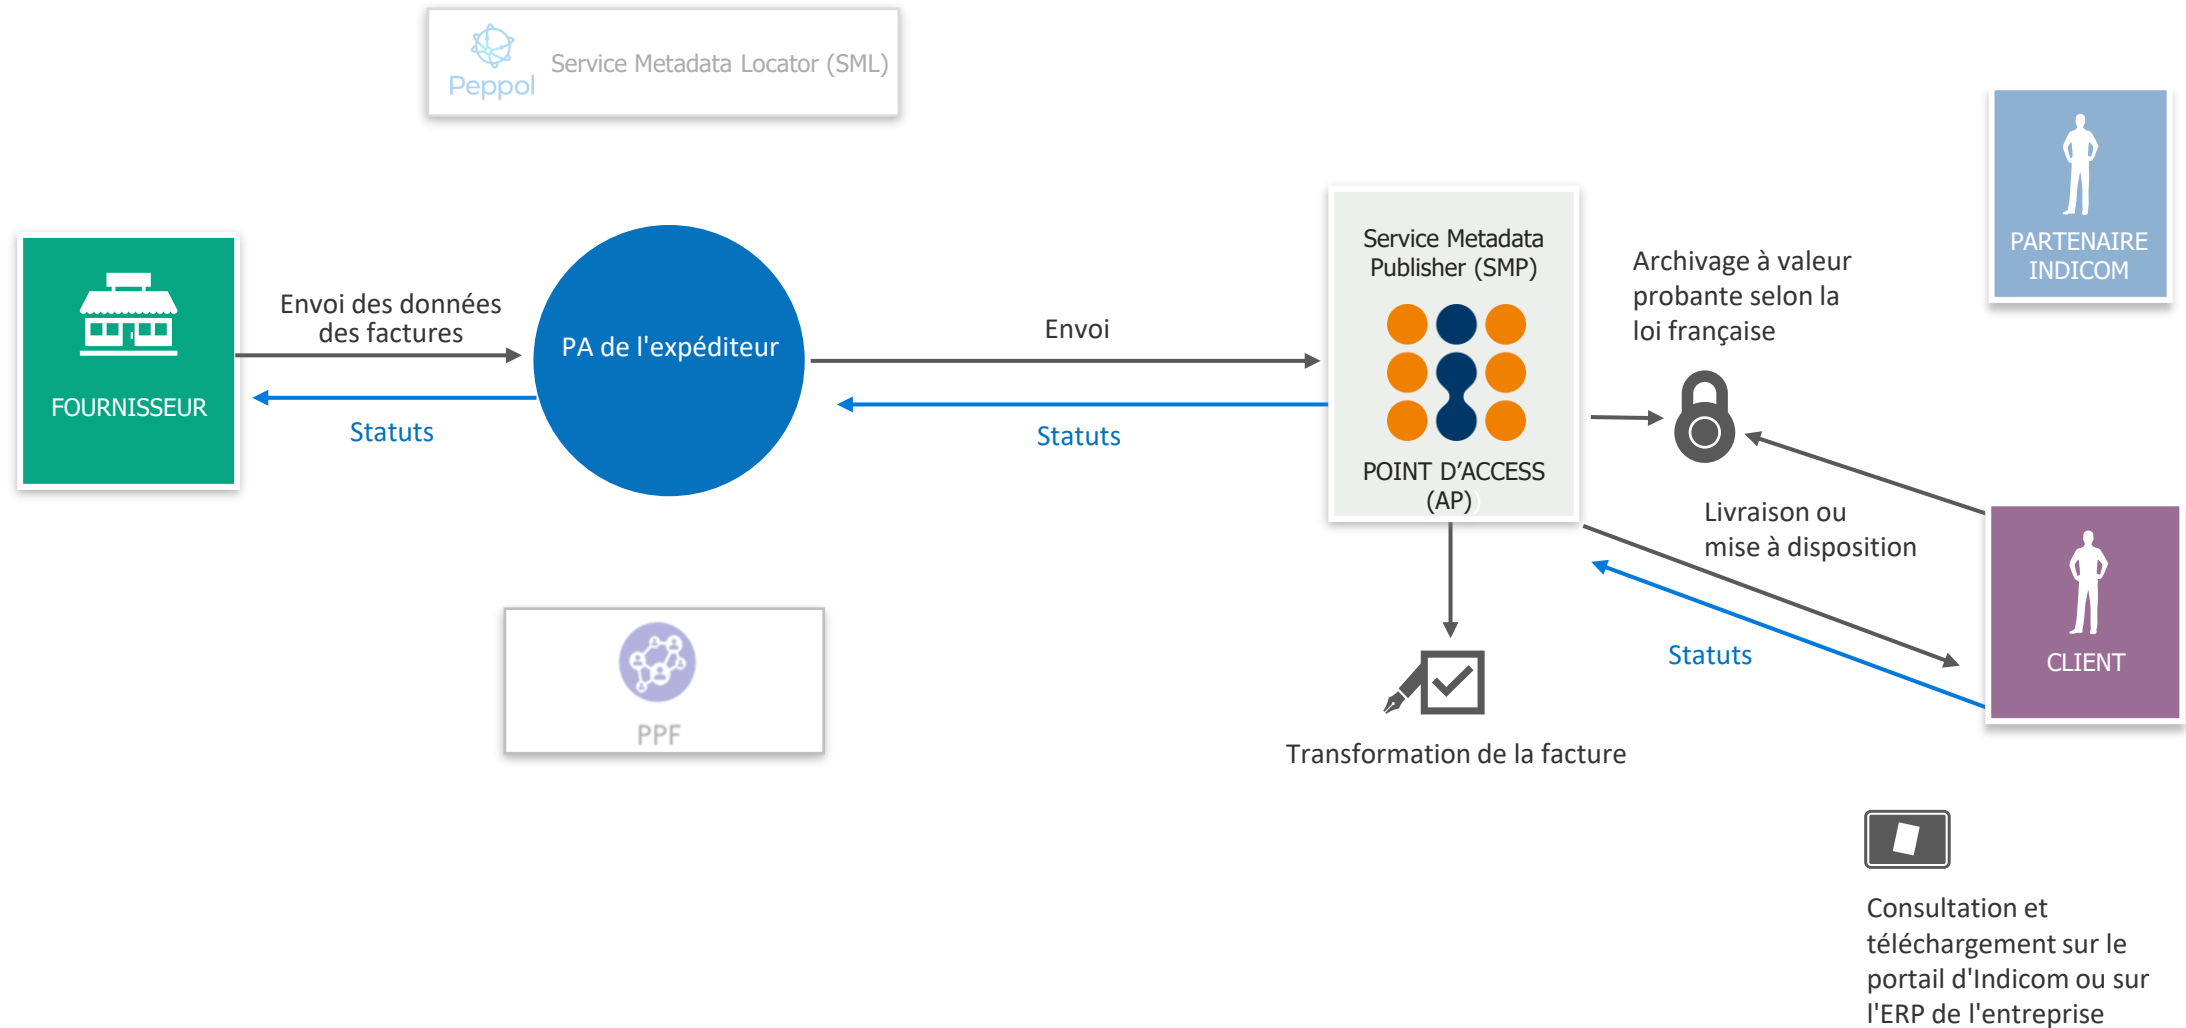 Peppol
Service Metadata Locator (SML)
PARTENAIRE
INDICOM
Service Metadata
Publisher (SMP)
Archivage à valeur
probante selon la
loi française
Envoi des données
des factures
PA de l'expéditeur
Envoi
FOURNISSEUR
Statuts
Statuts
POINT D’ACCESS
(AP))
Livraison ou
mise à disposition
Statuts
CLIENT
PPF
Transformation de la facture
Consultation et
téléchargement sur le
portail d'Indicom ou sur
l'ERP de l'entreprise